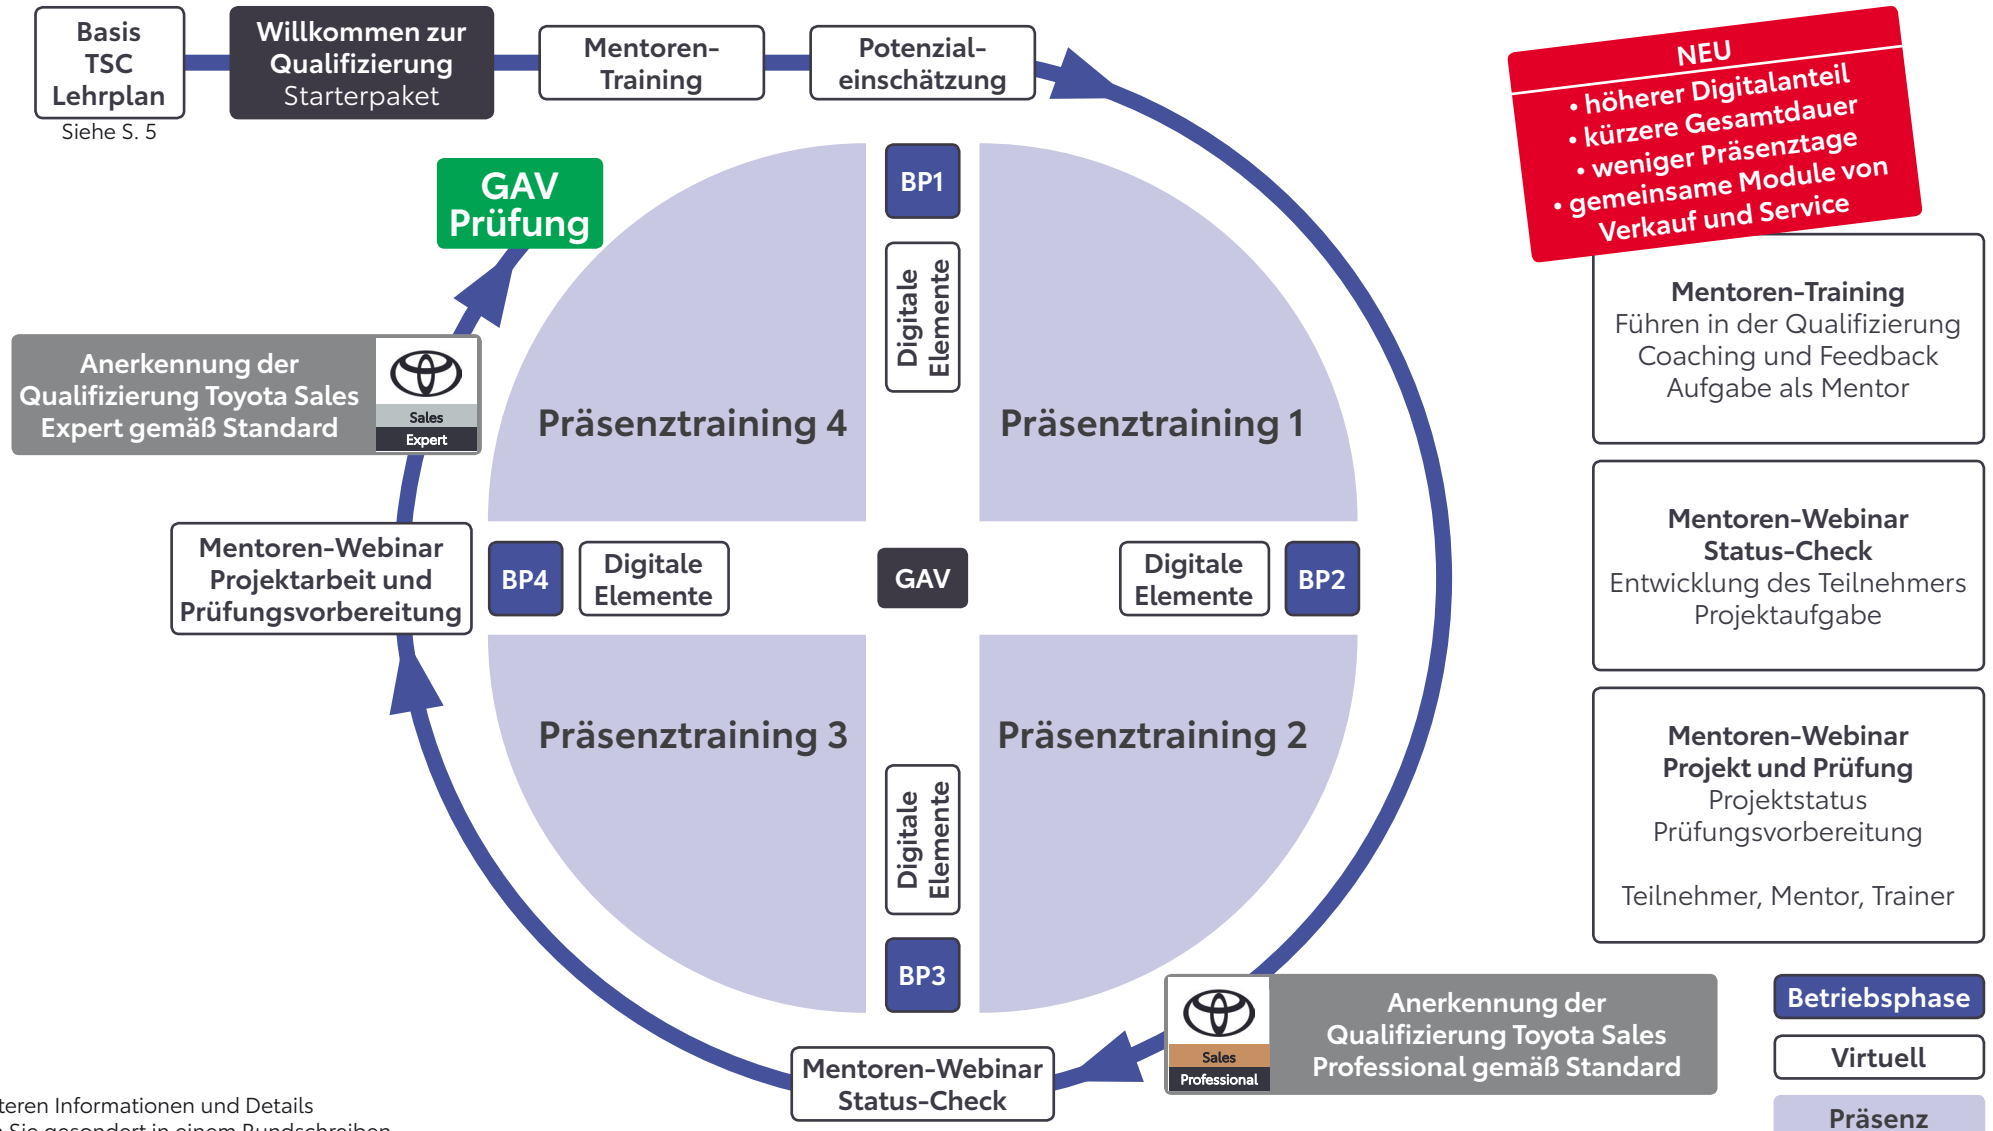 Basis
TSC
Lehrplan
Siehe S. 5
Willkommen zur
Qualifizierung
Starterpaket
Mentoren-
Training
Potenzial-
einschätzung
NEU
• höherer Digitalanteil
• kürzere Gesamtdauer
• weniger Präsenztage
• gemeinsame Module von
Verkauf und Service
GAV
Prüfung
BP1
Digitale
Elemente
Präsenztraining 4
Präsenztraining 1
Anerkennung der
Qualifizierung Toyota Sales
Expert gemäß Standard
Sales
Expert
Mentoren-Training
Führen in der Qualifizierung
Coaching und Feedback
Aufgabe als Mentor
Mentoren-Webinar
Projektarbeit und
Prüfungsvorbereitung
BP4
Digitale
Elemente
GAV
Digitale
Elemente
BP2
Mentoren-Webinar
Status-Check
Entwicklung des Teilnehmers
Projektaufgabe
Präsenztraining 3
Präsenztraining 2
Digitale
Elemente
BP3
Mentoren-Webinar
Projekt und Prüfung
Projektstatus
Prüfungsvorbereitung
Teilnehmer, Mentor, Trainer
Sales
Professional
Anerkennung der
Qualifizierung Toyota Sales
Professional gemäß Standard
Mentoren-Webinar
Status-Check
Betriebsphase
Virtuell
Präsenz
Informationen und Details
Sie gesondert in einem Rundschreiben